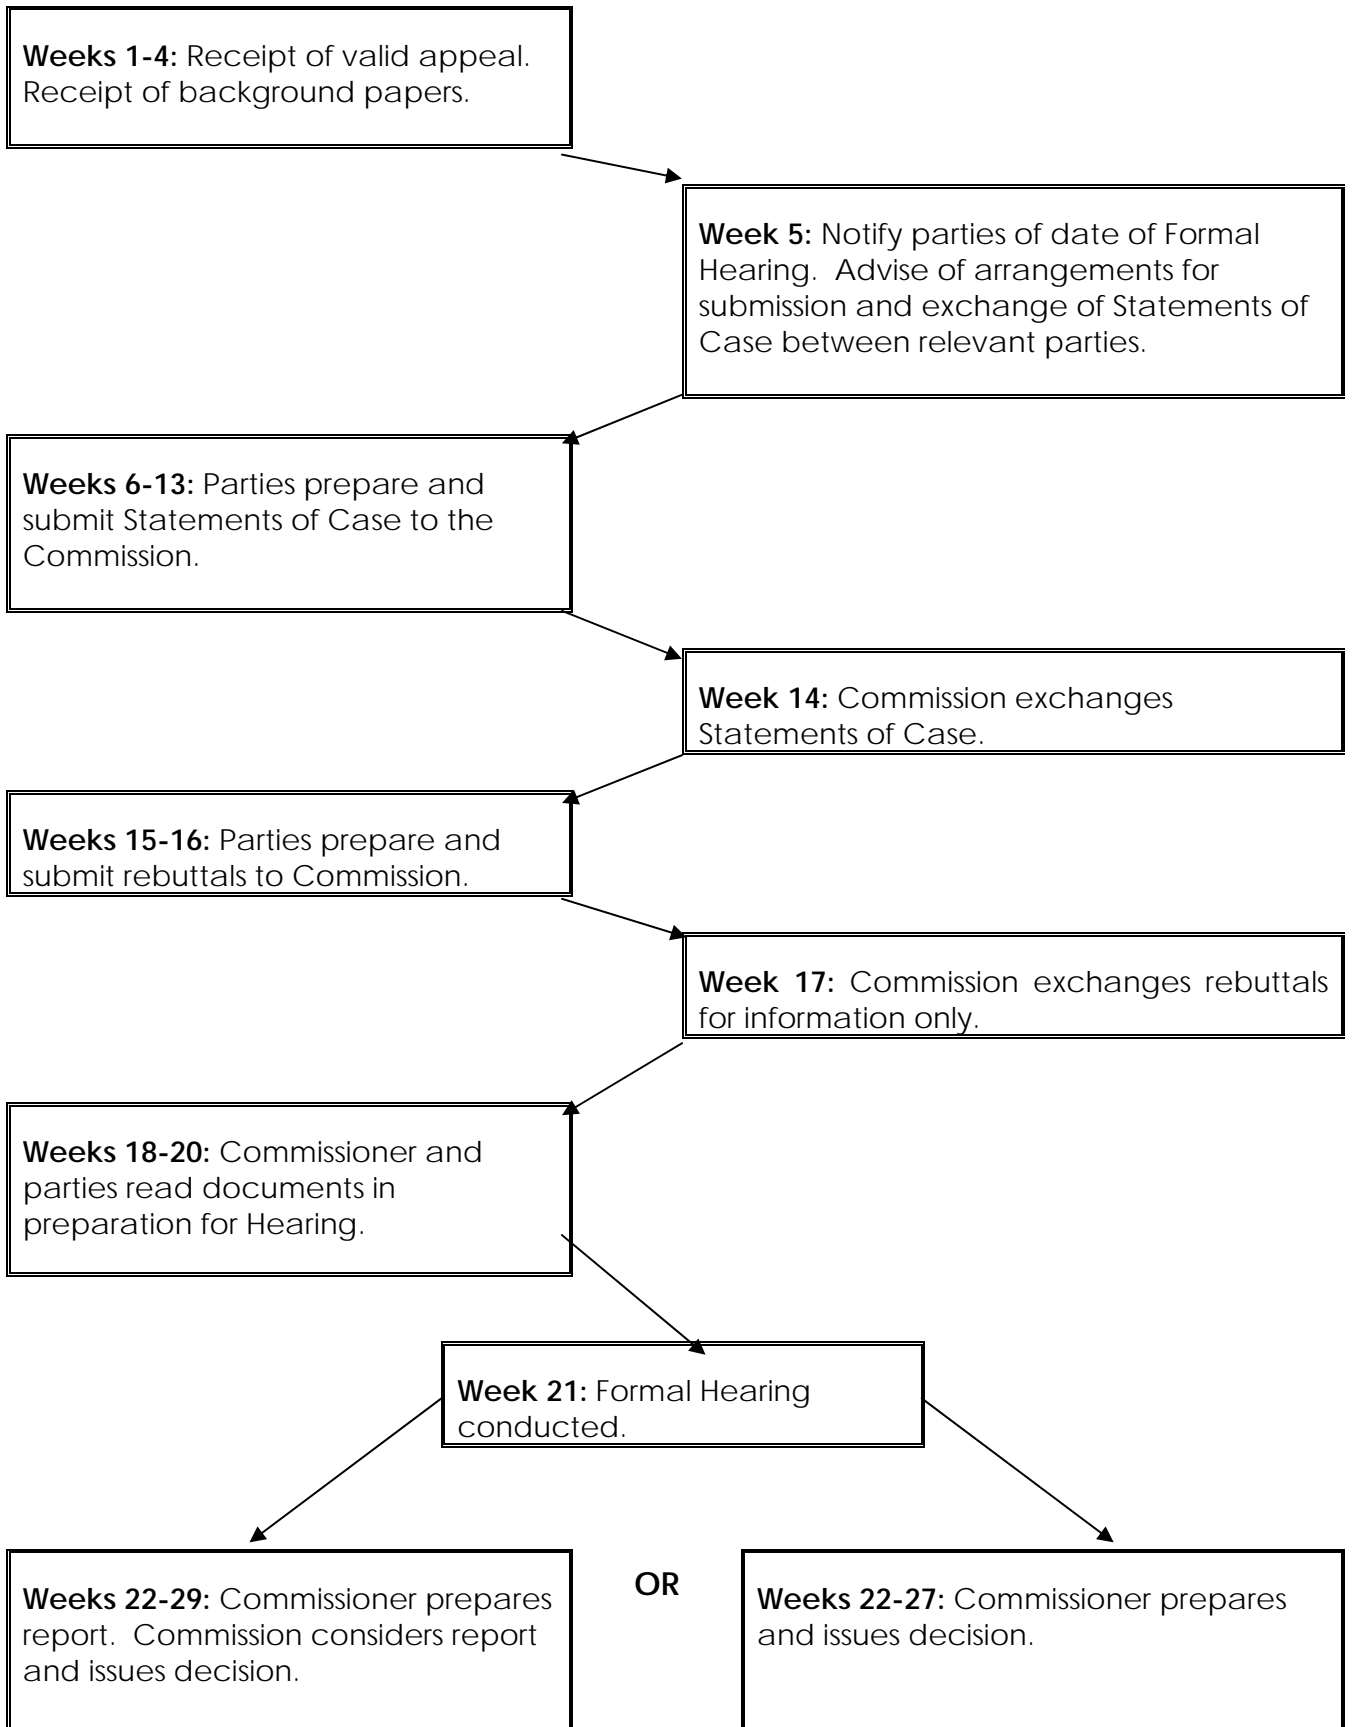 Weeks 1-4: Receipt of valid appeal.
Receipt of background papers.
Week 5: Notify parties of date of Formal
Hearing. Advise of arrangements for
submission and exchange of Statements of
Case between relevant parties.
Weeks 6-13: Parties prepare and
submit Statements of Case to the
Commission.
Week 14: Commission exchanges
Statements of Case.
Weeks 15-16: Parties prepare and
submit rebuttals to Commission.
Week 17: Commission exchanges rebuttals
for information only.
Weeks 18-20: Commissioner and
parties read documents in
preparation for Hearing.
Week 21: Formal Hearing
conducted.
Weeks 22-29: Commissioner prepares
report. Commission considers report
and issues decision.
OR
Weeks 22-27: Commissioner prepares
and issues decision.